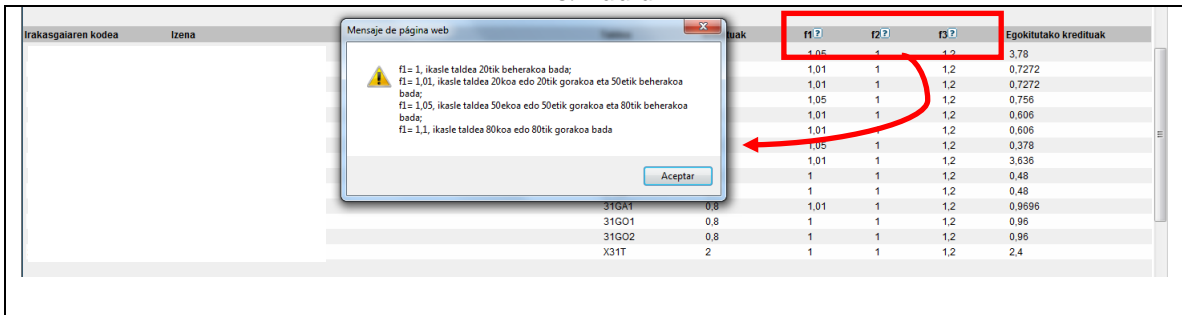 Irakasgaiaren kodea Izena tuak f1 ? f2 ? f3 ? Egokitutako kredituak
Mensaje de página web
f1= 1, ikasle taldea 20tik beherakoa bada;
f1= 1,01, ikasle taldea 20koa edo 20tik gorakoa eta 50etik beherakoa
bada;
f1= 1,05, ikasle taldea 50ekoa edo 50etik gorakoa eta 80tik beherakoa
bada;
f1= 1,1, ikasle taldea 80koa edo 80tik gorakoa bada
Aceptar
1,05 1 1,2 3,78
1,01 1 1,2 0,7272
1,01 1 1,2 0,7272
1,05 1 1,2 0,756
1,01 1 1,2 0,606
1,01 1 1,2 0,606
1,05 1 1,2 0,378
1,01 1 1,2 3,636
1 1 1,2 0,48
1 1 1,2 0,48
31GA1 0,8 1,01 1 1,2 0,9696
31GO1 0,8 1 1 1,2 0,96
31GO2 0,8 1 1 1,2 0,96
X31T 2 1 1 1,2 2,4